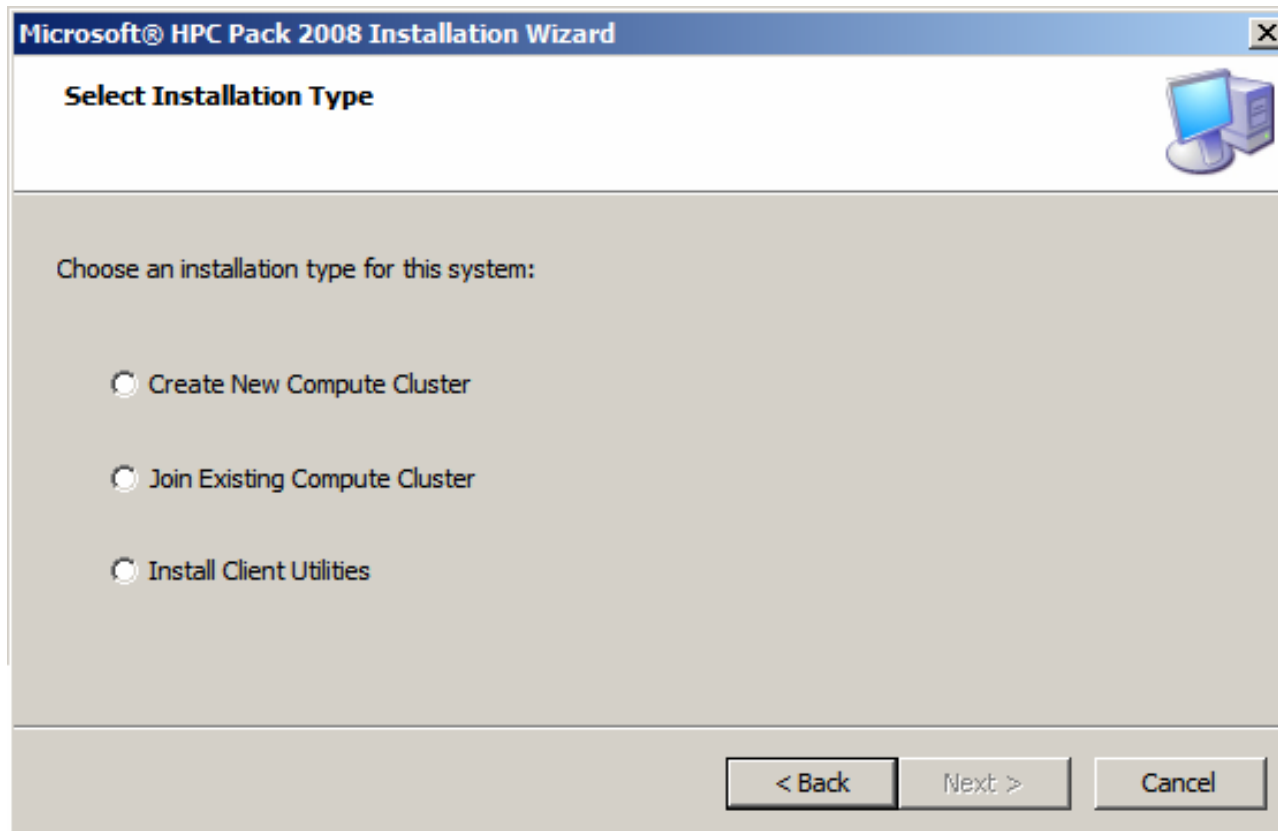 Microsoft® HPC Pack 2008 Installation Wizard
Select Installation Type
Choose an installation type for this system:
Create New Compute Cluster
Join Existing Compute Cluster
Install Client Utilities
< Back
Next >
Cancel